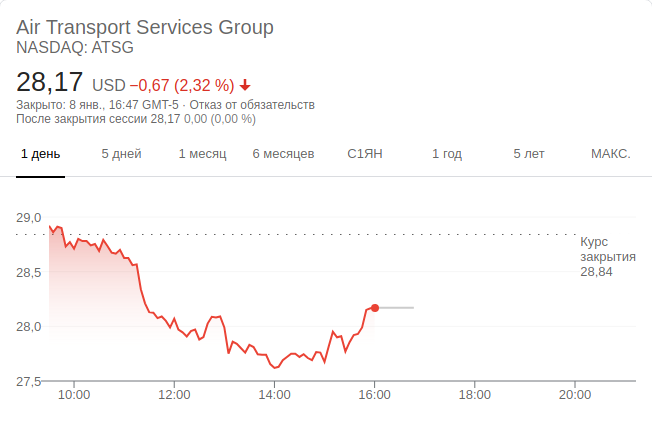 Air Transport Services Group
NASDAQ: ATSG
28,17 USD −0,67 (2,32 %)
Закрыто: 8 янв., 16:47 GMT-5 · Отказ от обязательств
После закрытия сессии 28,17 0,00 (0,00 %)
1 день 5 дней 1 месяц 6 месяцев С1ЯН 1 год 5 лет МАКС.
29,0
Курс
закрытия
28,84
28,5
28,0
27,5
10:00 12:00 14:00 16:00 18:00 20:00